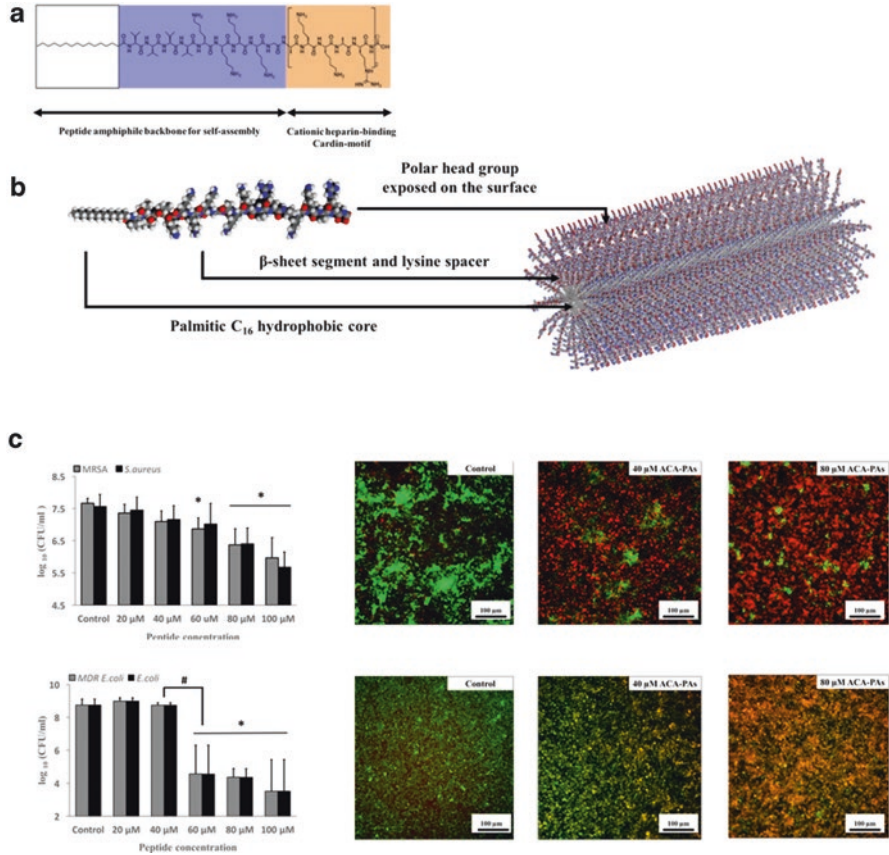 a
Peptide amphiphile backbone for self-assembly
Cationic heparin-binding
Cardin-motif
b
Polar head group
exposed on the surface
β-sheet segment and lysine spacer
Palmitic C₁₆ hydrophobic core
c
MRSA S.aureus
8.5
7.5
6.5
5.5
4.5
log ₁₀ (CFU/ml)
*
*
Control 20 µM 40 µM 60 uM 80 µM 100 µM
Peptide concentration
Control
100 µm
40 µM ACA-PAs
100 µm
80 µM ACA-PAs
100 µm
MDR E.coli E.coli
10
8
6
4
2
log ₁₀ (CFU/ml)
#
*
Control 20 µM 40 µM 60 µM 80 µM 100 µM
Peptide concentration
Control
100 µm
40 µM ACA-PAs
100 µm
80 µM ACA-PAs
100 µm